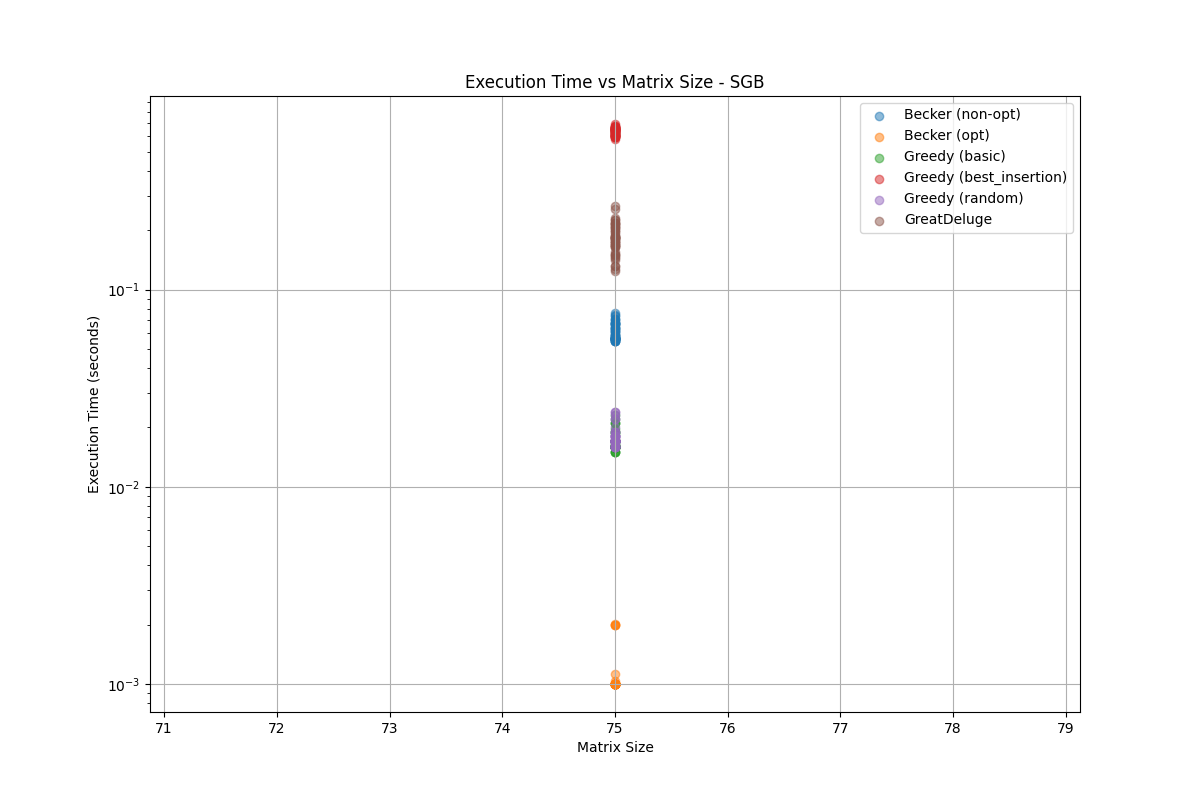 Execution Time vs Matrix Size - SGB
Becker (non-opt)
Becker (opt)
Greedy (basic)
Greedy (best_insertion)
Greedy (random)
GreatDeluge
Execution Time (seconds)
10⁻¹
10⁻²
10⁻³
71 72 73 74 75 76 77 78 79
Matrix Size